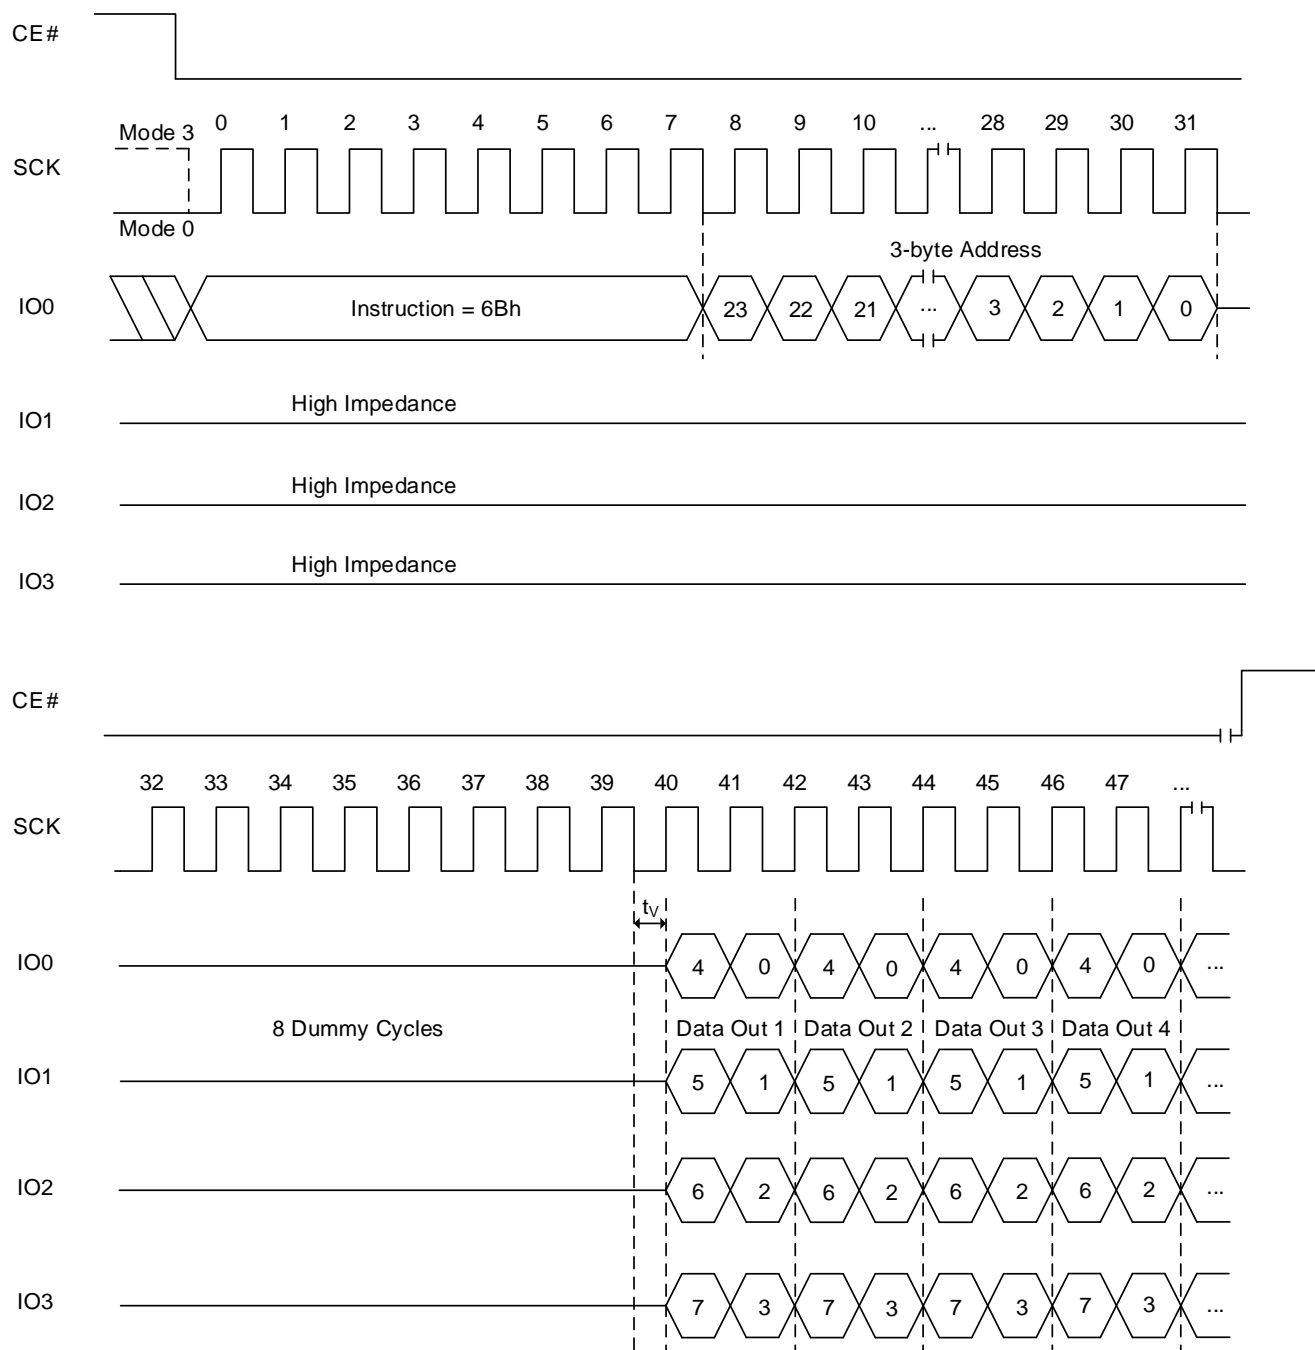 CE#
Mode 3 0 1 2 3 4 5 6 7 8 9 10 ... 28 29 30 31
SCK
Mode 0
3-byte Address
IO0 Instruction = 6Bh 23 22 21 ... 3 2 1 0
High Impedance
IO1
High Impedance
IO2
High Impedance
IO3
CE#
32 33 34 35 36 37 38 39 40 41 42 43 44 45 46 47 ...
SCK
tV
IO0 4 0 4 0 4 0 4 0 ...
8 Dummy Cycles Data Out 1 Data Out 2 Data Out 3 Data Out 4
IO1 5 1 5 1 5 1 5 1 ...
IO2 6 2 6 2 6 2 6 2 ...
IO3 7 3 7 3 7 3 7 3 ...